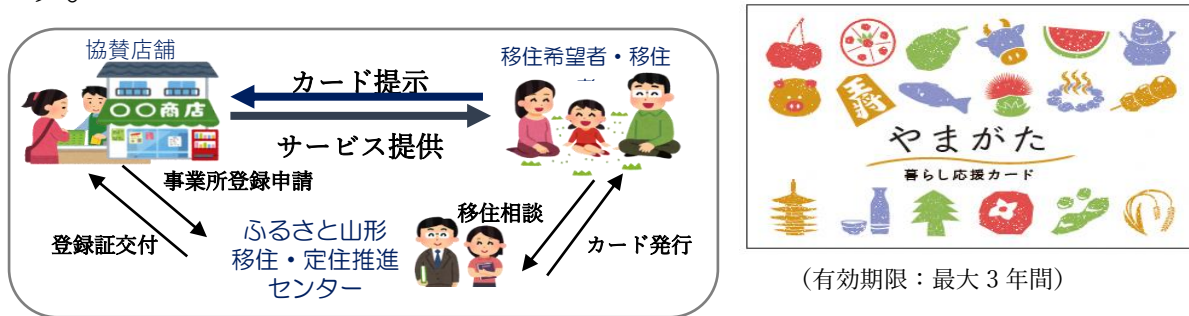 協賛店舗
移住希望者・移住
カード提示
〇〇商店
サービス提供
事業所登録申請
移住相談
登録証交付
ふるさと山形
移住・定住推進
センター
カード発行
王将
やまがた
暮らし応援カード
(有効期限：最大3年間)